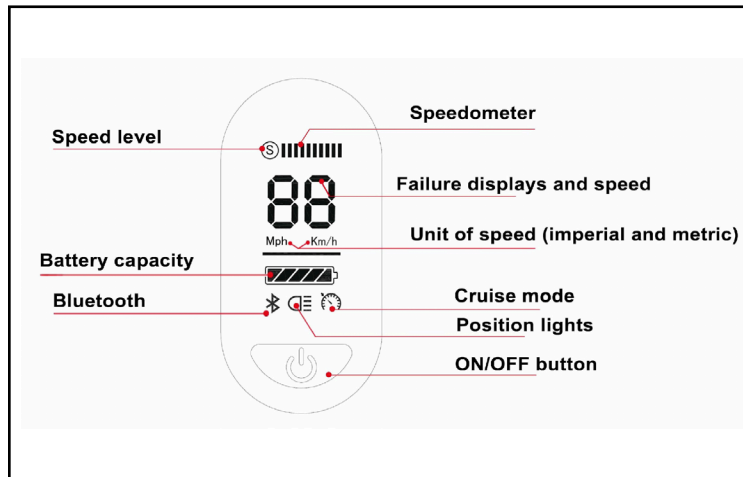 Speedometer
Speed level
S
Failure displays and speed
88
Mph Km/h
Unit of speed (imperial and metric)
Battery capacity
Bluetooth
Cruise mode
Position lights
ON/OFF button